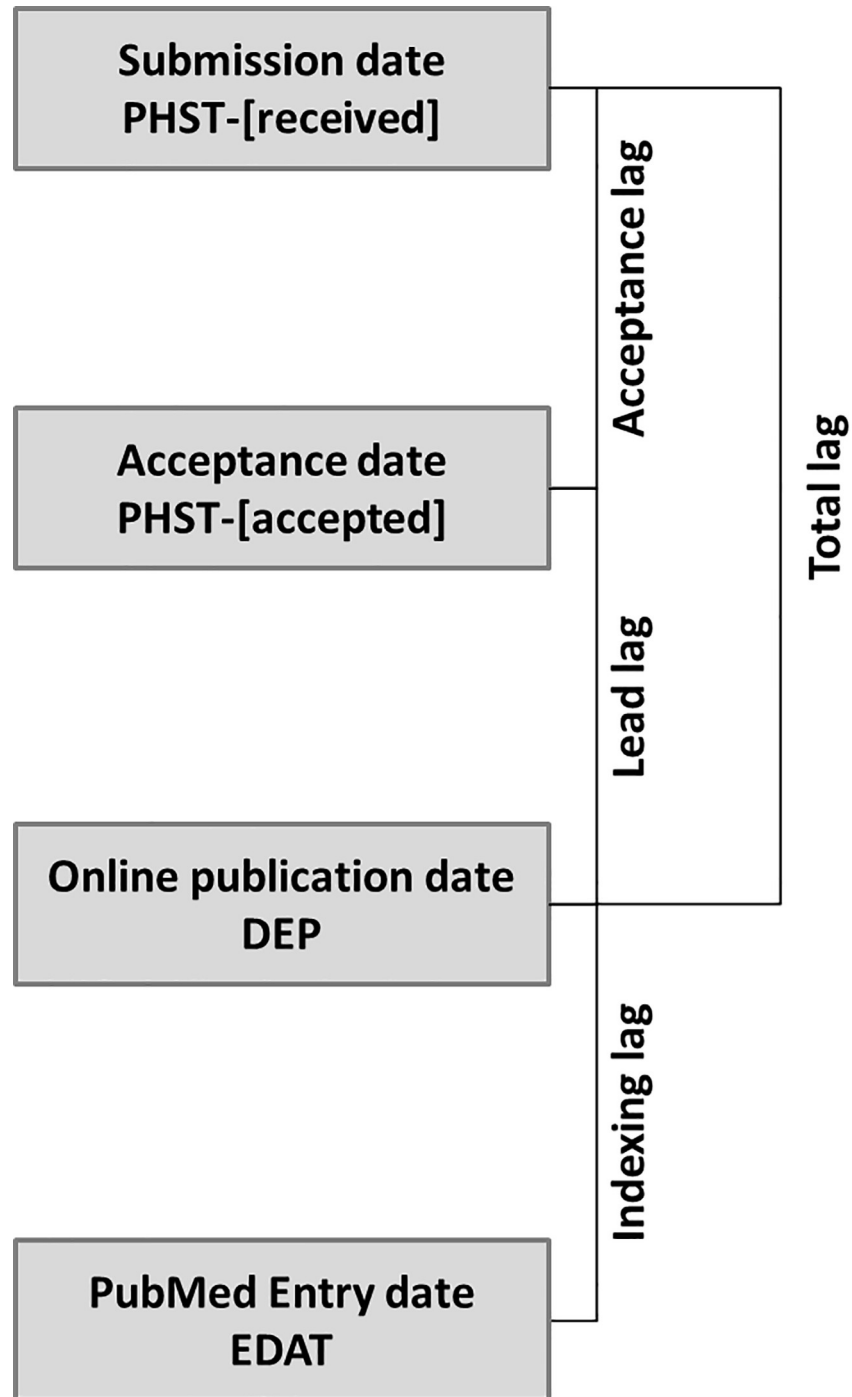 Submission date
PHST-[received]
Acceptance lag
Acceptance date
PHST-[accepted]
Total lag
Lead lag
Online publication date
DEP
Indexing lag
PubMed Entry date
EDAT